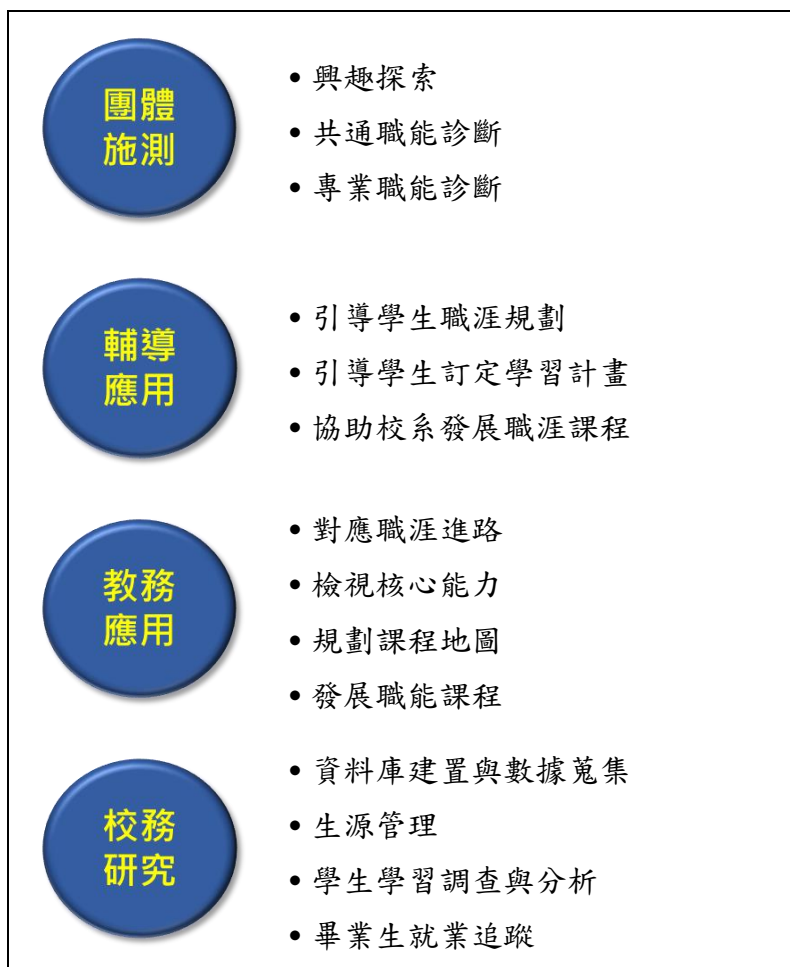 團體
施測
• 興趣探索
• 共通職能診斷
• 專業職能診斷
輔導
應用
• 引導學生職涯規劃
• 引導學生訂定學習計畫
• 協助校系發展職涯課程
教務
應用
• 對應職涯進路
• 檢視核心能力
• 規劃課程地圖
• 發展職能課程
校務
研究
• 資料庫建置與數據蒐集
• 生源管理
• 學生學習調查與分析
• 畢業生就業追蹤